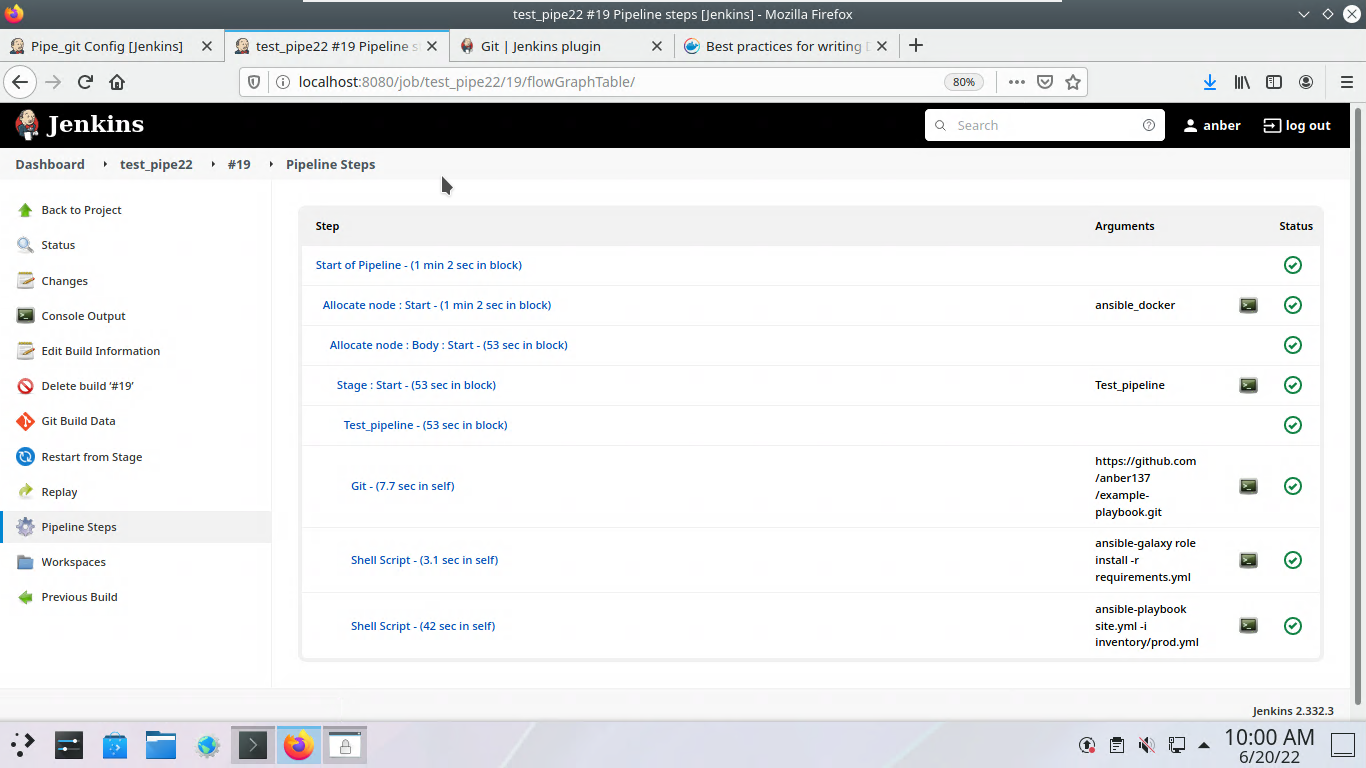 test_pipe22 #19 Pipeline steps [Jenkins] - Mozilla Firefox
Pipe_git Config [Jenkins]
test_pipe22 #19 Pipeline s
Git | Jenkins plugin
Best practices for writing
localhost:8080/job/test_pipe22/19/flowGraphTable/
80%
Jenkins
Search
anber
log out
Dashboard
test_pipe22
#19
Pipeline Steps
Back to Project
Status
Changes
Console Output
Edit Build Information
Delete build ‘#19’
Git Build Data
Restart from Stage
Replay
Pipeline Steps
Workspaces
Previous Build
Step Arguments Status
Start of Pipeline - (1 min 2 sec in block)
Allocate node : Start - (1 min 2 sec in block) ansible_docker
Allocate node : Body : Start - (53 sec in block)
Stage : Start - (53 sec in block) Test_pipeline
Test_pipeline - (53 sec in block)
Git - (7.7 sec in self)
https://github.com
/anber137
/example-
playbook.git
Shell Script - (3.1 sec in self)
ansible-galaxy role
install -r
requirements.yml
Shell Script - (42 sec in self)
ansible-playbook
site.yml -i
inventory/prod.yml
Jenkins 2.332.3
10:00 AM
6/20/22